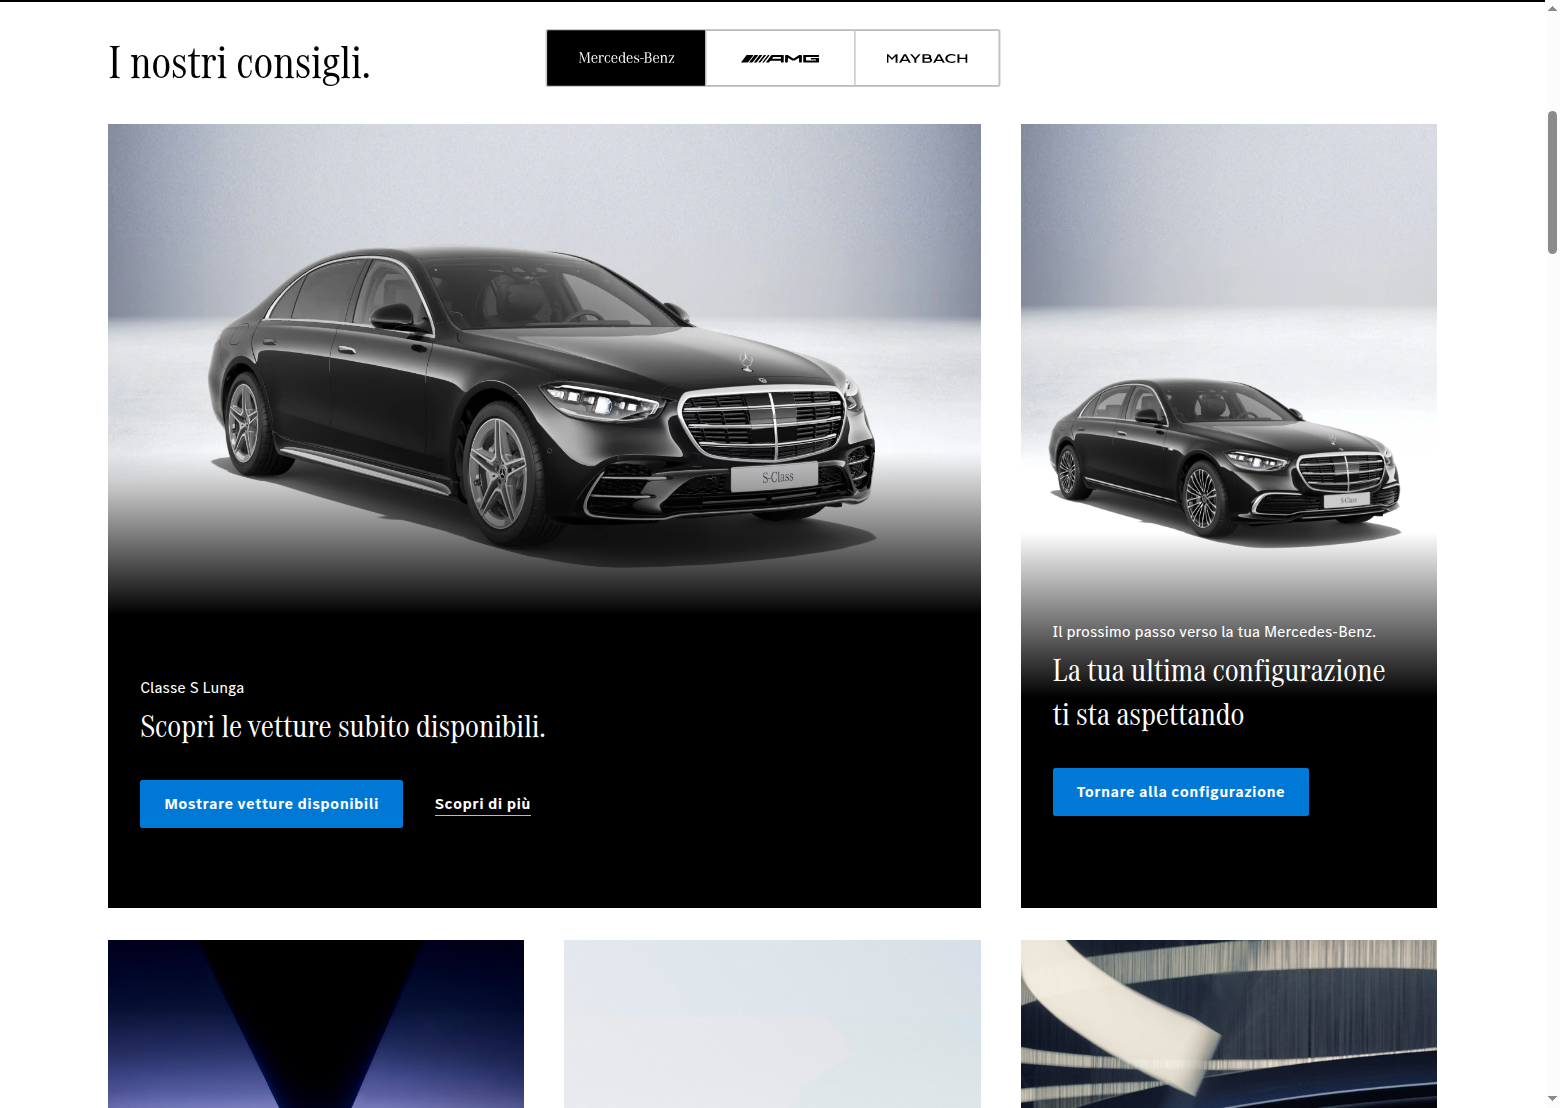 I nostri consigli.
Mercedes-Benz
AMG
MAYBACH
S-Class
S-Class
Classe S Lunga
Scopri le vetture subito disponibili.
Mostrare vetture disponibili
Scopri di più
Il prossimo passo verso la tua Mercedes-Benz.
La tua ultima configurazione
ti sta aspettando
Tornare alla configurazione